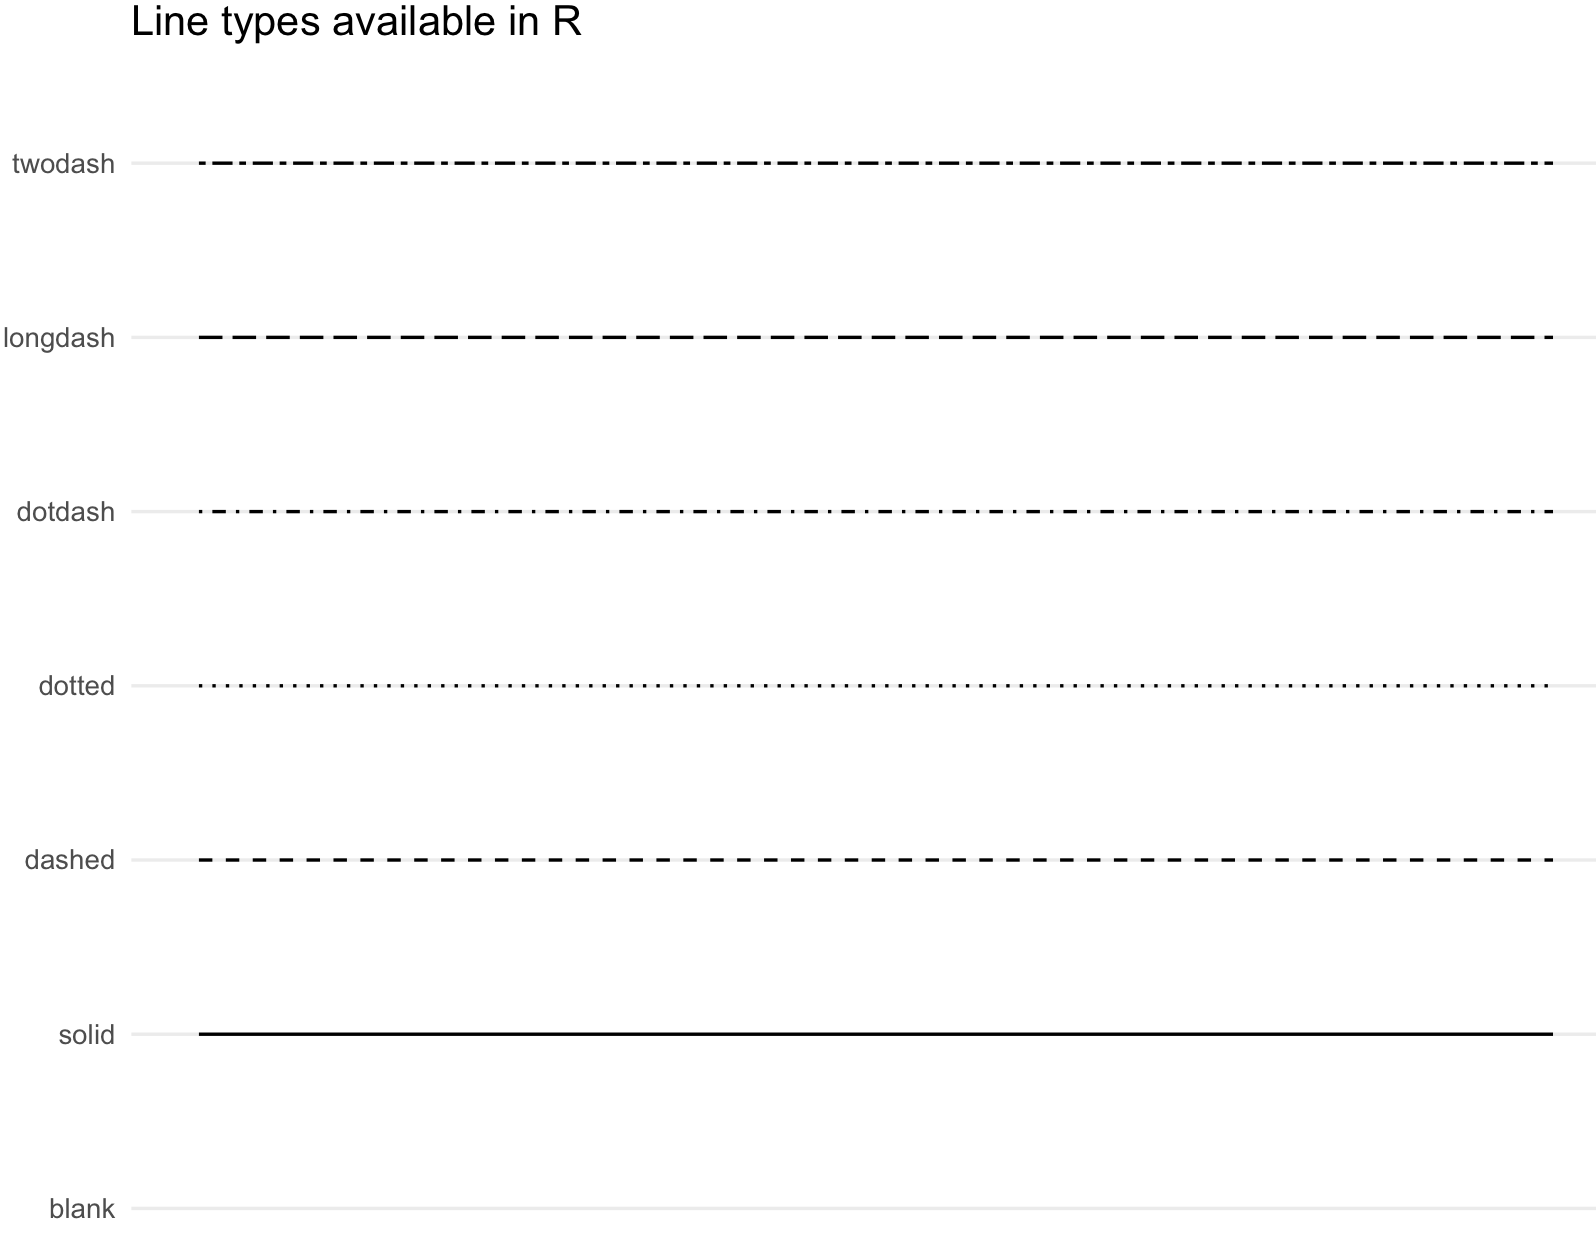 Line types available in R
twodash
longdash
dotdash
dotted
dashed
solid
blank